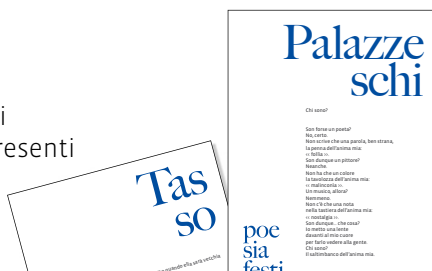 i
resenti
Tas
so
quando ella sarà vecchia
Palazze
schi
Chi sono?
Son forse un poeta?
No, certo.
Non scrive che una parola, ben strana,
la penna dell'anima mia:
‹‹ follia ››.
Son dunque un pittore?
Neanche.
Non ha che un colore
la tavolozza dell'anima mia:
‹‹ malinconia ››.
Un musico, allora?
Nemmeno.
Non c'è che una nota
nella tastiera dell'anima mia:
‹‹ nostalgia ››.
Son dunque... che cosa?
Io metto una lente
davanti al mio cuore
per farlo vedere alla gente.
Chi sono?
Il saltimbanco dell'anima mia.
poe
sia
festi